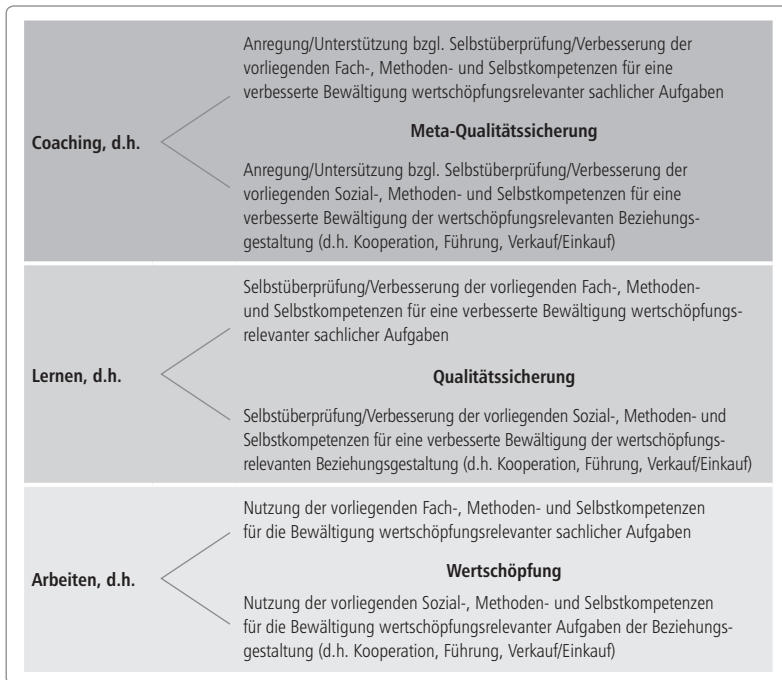 Coaching, d.h.
Anregung/Unterstützung bzgl. Selbstüberprüfung/Verbesserung der
vorliegenden Fach-, Methoden- und Selbstkompetenzen für eine
verbesserte Bewältigung wertschöpfungsrelevanter sachlicher Aufgaben
Meta-Qualitätssicherung
Anregung/Untersützung bzgl. Selbstüberprüfung/Verbesserung der
vorliegenden Sozial-, Methoden- und Selbstkompetenzen für eine
verbesserte Bewältigung der wertschöpfungsrelevanten Beziehungs-
gestaltung (d.h. Kooperation, Führung, Verkauf/Einkauf)
Lernen, d.h.
Selbstüberprüfung/Verbesserung der vorliegenden Fach-, Methoden-
und Selbstkompetenzen für eine verbesserte Bewältigung wertschöpfungs-
relevanter sachlicher Aufgaben
Qualitätssicherung
Selbstüberprüfung/Verbesserung der vorliegenden Sozial-, Methoden- und
Selbstkompetenzen für eine verbesserte Bewältigung der wertschöpfungs-
relevanten Beziehungsgestaltung (d.h. Kooperation, Führung, Verkauf/Einkauf)
Arbeiten, d.h.
Nutzung der vorliegenden Fach-, Methoden- und Selbstkompetenzen
für die Bewältigung wertschöpfungsrelevanter sachlicher Aufgaben
Wertschöpfung
Nutzung der vorliegenden Sozial-, Methoden- und Selbstkompetenzen
für die Bewältigung wertschöpfungsrelevanter Aufgaben der Beziehungs-
gestaltung (d.h. Kooperation, Führung, Verkauf/Einkauf)